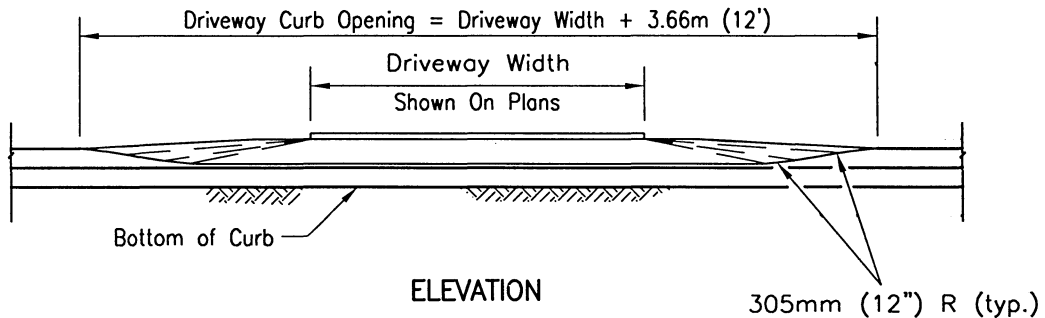 Driveway Curb Opening = Driveway Width + 3.66m (12')
Driveway Width
Shown On Plans
Bottom of Curb
ELEVATION
305mm (12") R (typ.)